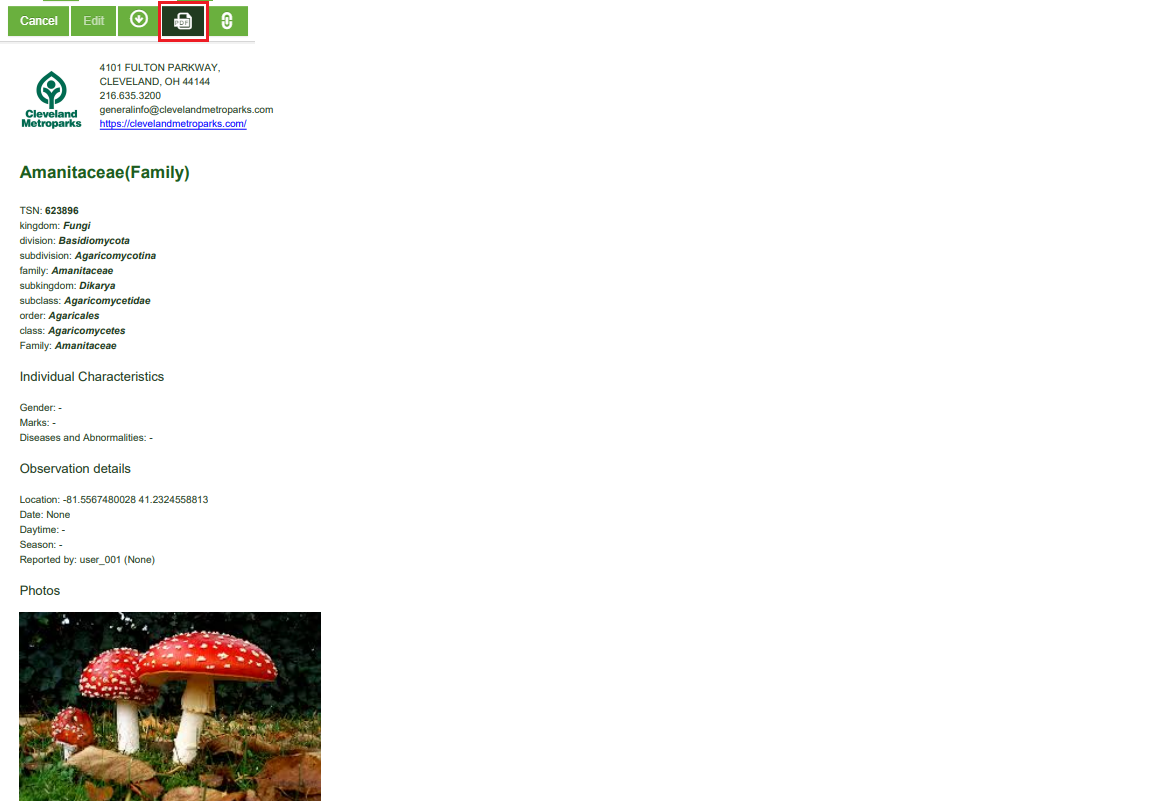 Cancel Edit PDF
4101 FULTON PARKWAY,
CLEVELAND, OH 44144
216.635.3200
generalinfo@clevelandmetroparks.com
https://clevelandmetroparks.com/
Cleveland
Metroparks
Amanitaceae(Family)
TSN: 623896
kingdom: Fungi
division: Basidiomycota
subdivision: Agaricomycotina
family: Amanitaceae
subkingdom: Dikarya
subclass: Agaricomycetidae
order: Agaricales
class: Agaricomycetes
Family: Amanitaceae
Individual Characteristics
Gender: -
Marks: -
Diseases and Abnormalities: -
Observation details
Location: -81.5567480028 41.2324558813
Date: None
Daytime: -
Season: -
Reported by: user_001 (None)
Photos